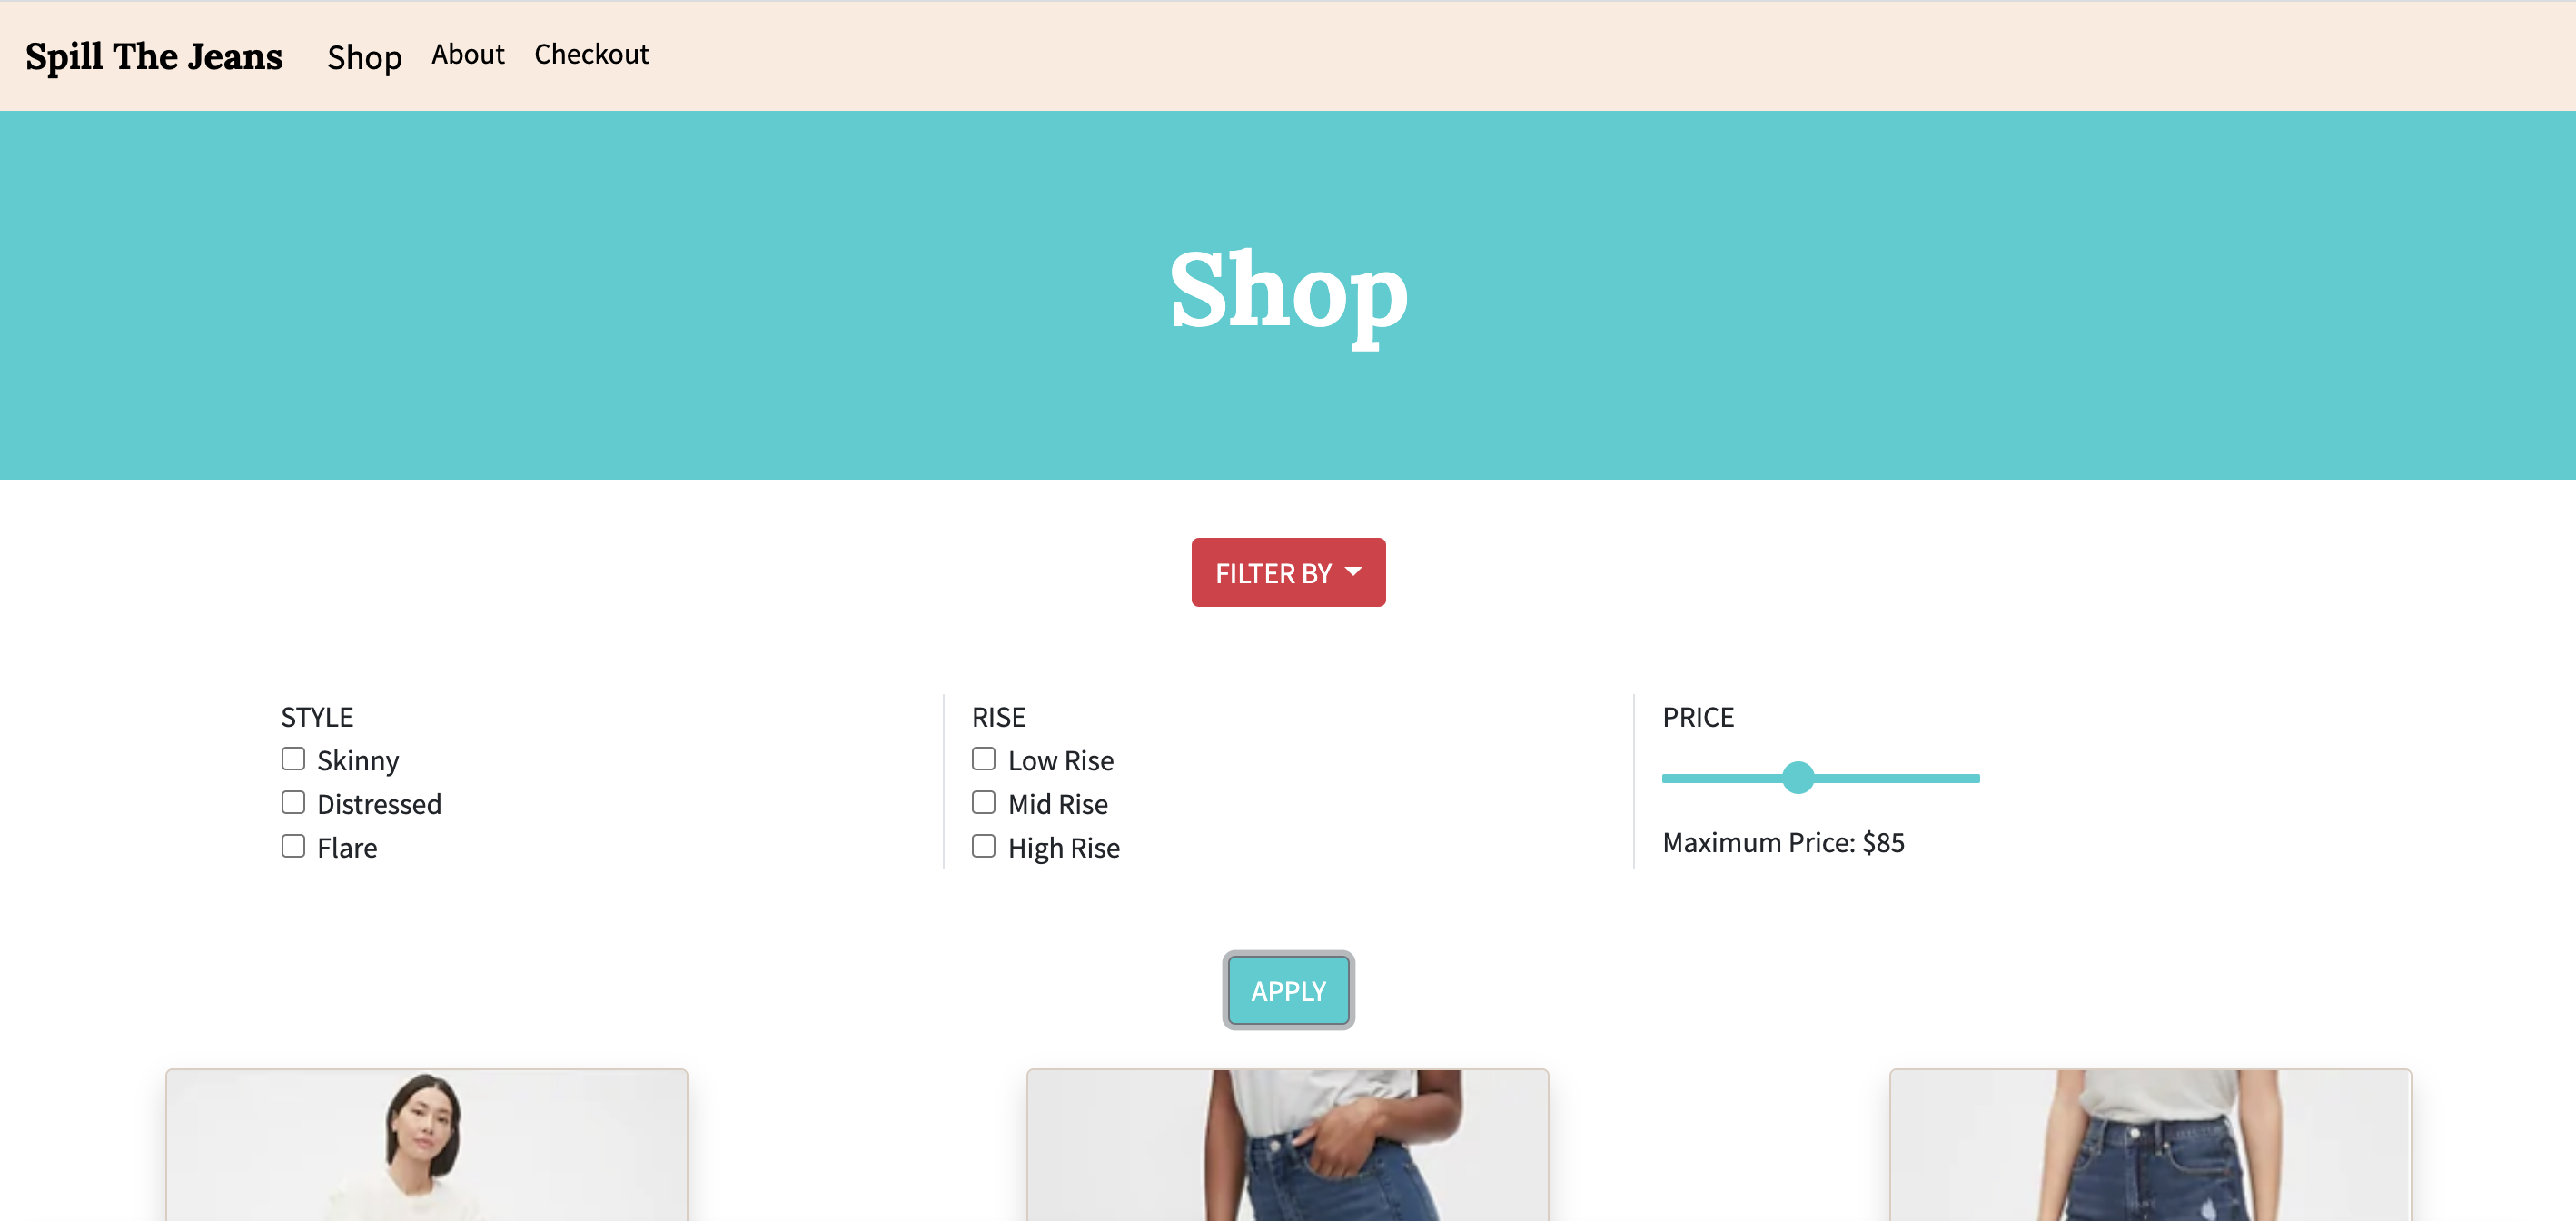 Spill The Jeans Shop About Checkout
Shop
FILTER BY
STYLE
Skinny
Distressed
Flare
RISE
Low Rise
Mid Rise
High Rise
PRICE
Maximum Price: $85
APPLY